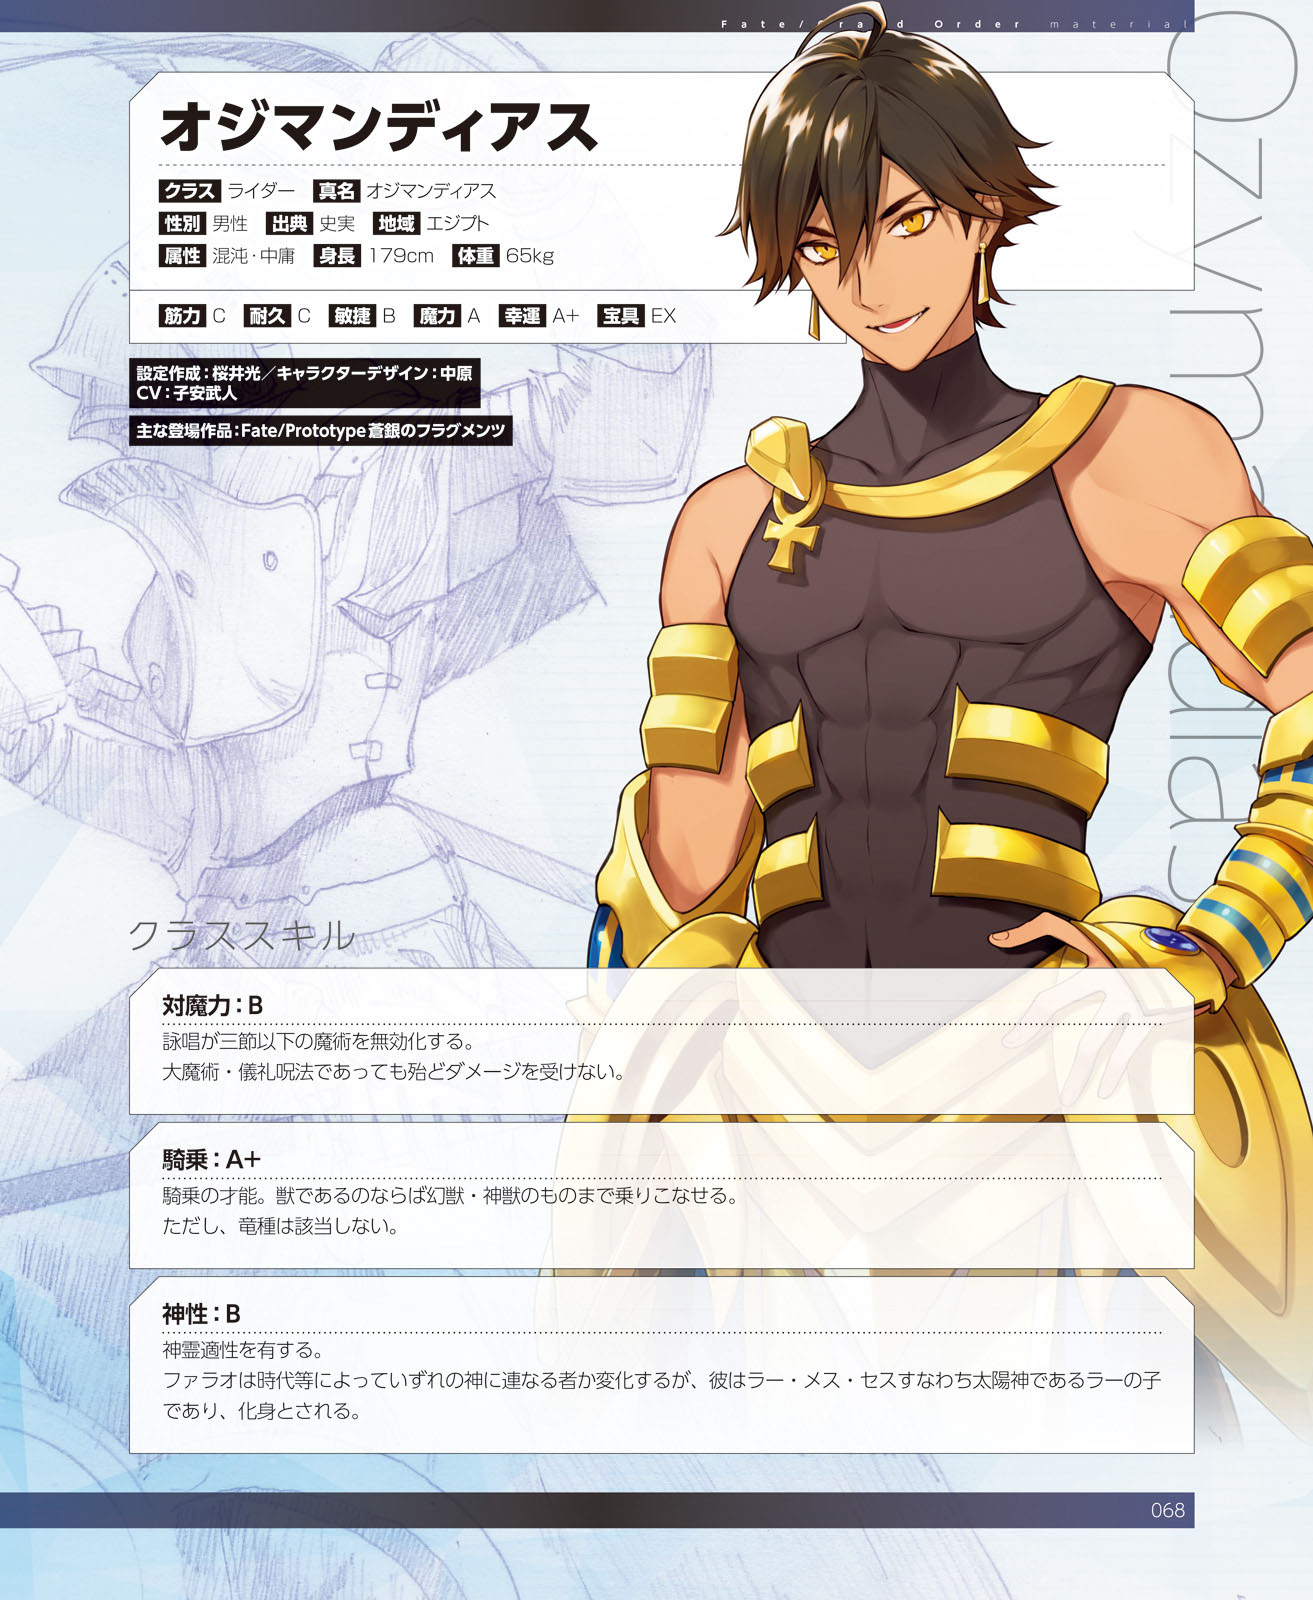 Fate/Grand Order material
Ozymandias
オジマンディアス
クラス ライダー 真名 オジマンディアス
性別 男性 出典 史実 地域 エジプト
属性 混沌・中庸 身長 179cm 体重 65kg
筋力 C 耐久 C 敏捷 B 魔力 A 幸運 A+ 宝具 EX
設定作成：桜井光／キャラクターデザイン：中原
CV：子安武人
主な登場作品：Fate/Prototype 蒼銀のフラグメンツ
クラススキル
対魔力：B
詠唱が三節以下の魔術を無効化する。
大魔術・儀礼呪法であっても殆どダメージを受けない。
騎乗：A+
騎乗の才能。獣であるのならば幻獣・神獣のものまで乗りこなせる。
ただし、竜種は該当しない。
神性：B
神霊適性を有する。
ファラオは時代等によっていずれの神に連なる者か変化するが、彼はラー・メス・セスすなわち太陽神であるラーの子
であり、化身とされる。
068